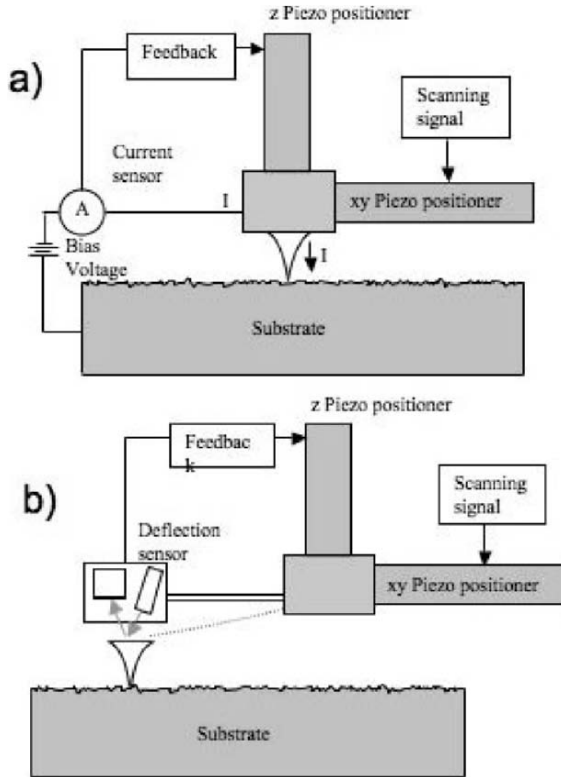 z Piezo positioner
Feedback
a)
Scanning
signal
Current
sensor
I
xy Piezo positioner
A
Bias
Voltage
I
Substrate
z Piezo positioner
Feedbac
k
b)
Scanning
signal
Deflection
sensor
xy Piezo positioner
Substrate